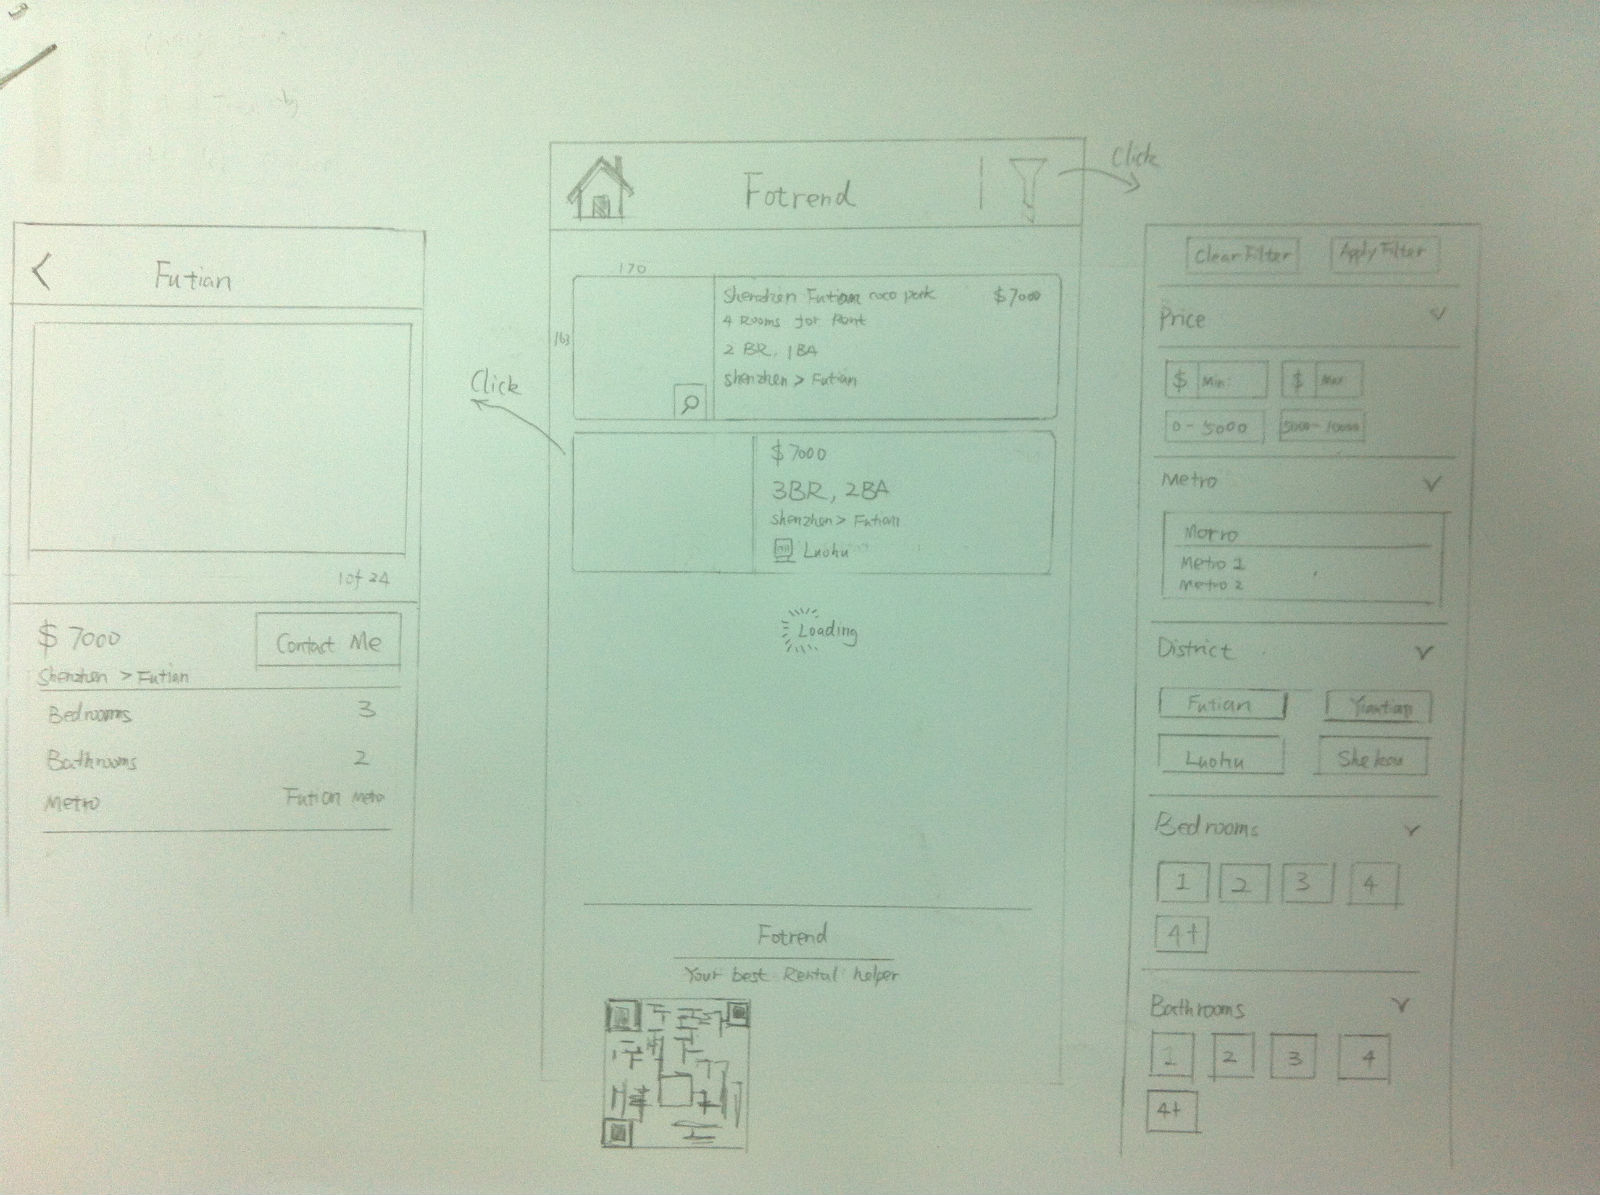 Futian
1 of 24
$ 7000
Contact Me
Shenzhen > Futian
Bedrooms 3
Bathrooms 2
Metro Futian Metro
Click
Fotrend
Click
170
163
Shenzhen Futian coco park $7000
4 Rooms for Rent
2 BR, 1BA
Shenzhen > Futian
$7000
3BR, 2BA
Shenzhen > Futian
Luohu
Loading
Fotrend
Your best Rental helper
Clear Filter Apply Filter
Price
$ Min $ Max
0 - 5000 5000 - 10000
Metro
Metro 1
Metro 2
District
Futian
Luohu Shekou
Bedrooms
1 2 3 4
4+
Bathrooms
1 2 3 4
4+